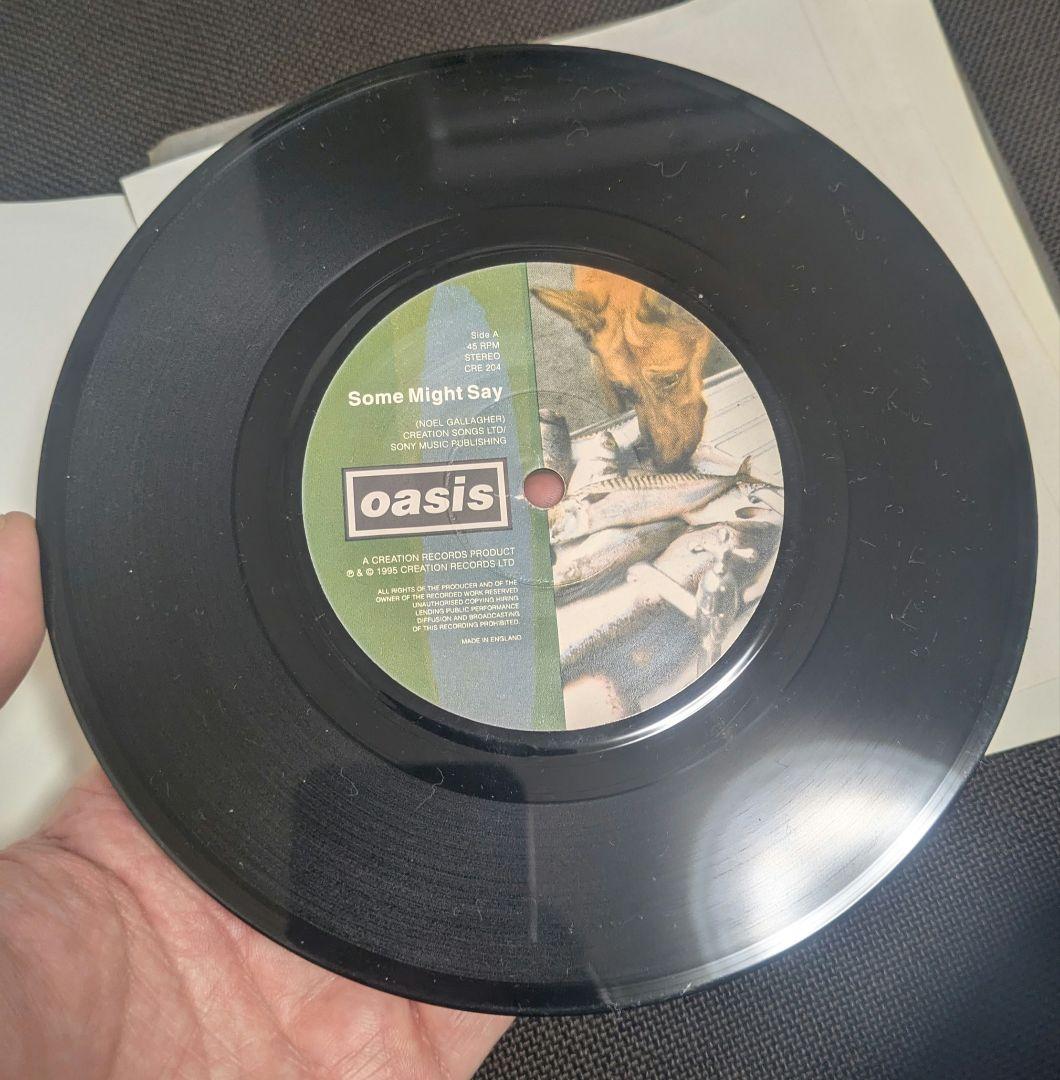 Side A
45 RPM
STEREO
CRE 204
Some Might Say
(NOEL GALLAGHER)
CREATION SONGS LTD/
SONY MUSIC PUBLISHING
oasis
A CREATION RECORDS PRODUCT
℗ & © 1995 CREATION RECORDS LTD
ALL RIGHTS OF THE PRODUCER AND OF THE
OWNER OF THE RECORDED WORK RESERVED
UNAUTHORISED COPYING HIRING
LENDING PUBLIC PERFORMANCE
DIFFUSION AND BROADCASTING
OF THIS RECORDING PROHIBITED
MADE IN ENGLAND